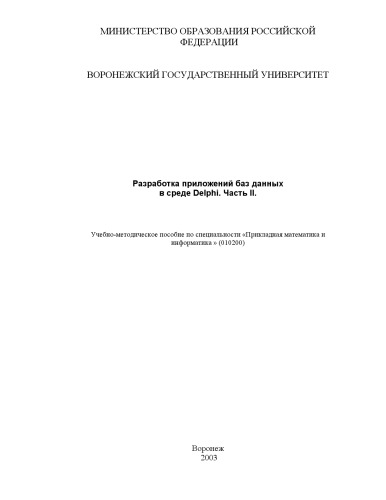 МИНИСТЕРСТВО ОБРАЗОВАНИЯ РОССИЙСКОЙ
ФЕДЕРАЦИИ
ВОРОНЕЖСКИЙ ГОСУДАРСТВЕННЫЙ УНИВЕРСИТЕТ
Разработка приложений баз данных
в среде Delphi. Часть II.
Учебно-методическое пособие по специальности «Прикладная математика и
информатика » (010200)
Воронеж
2003